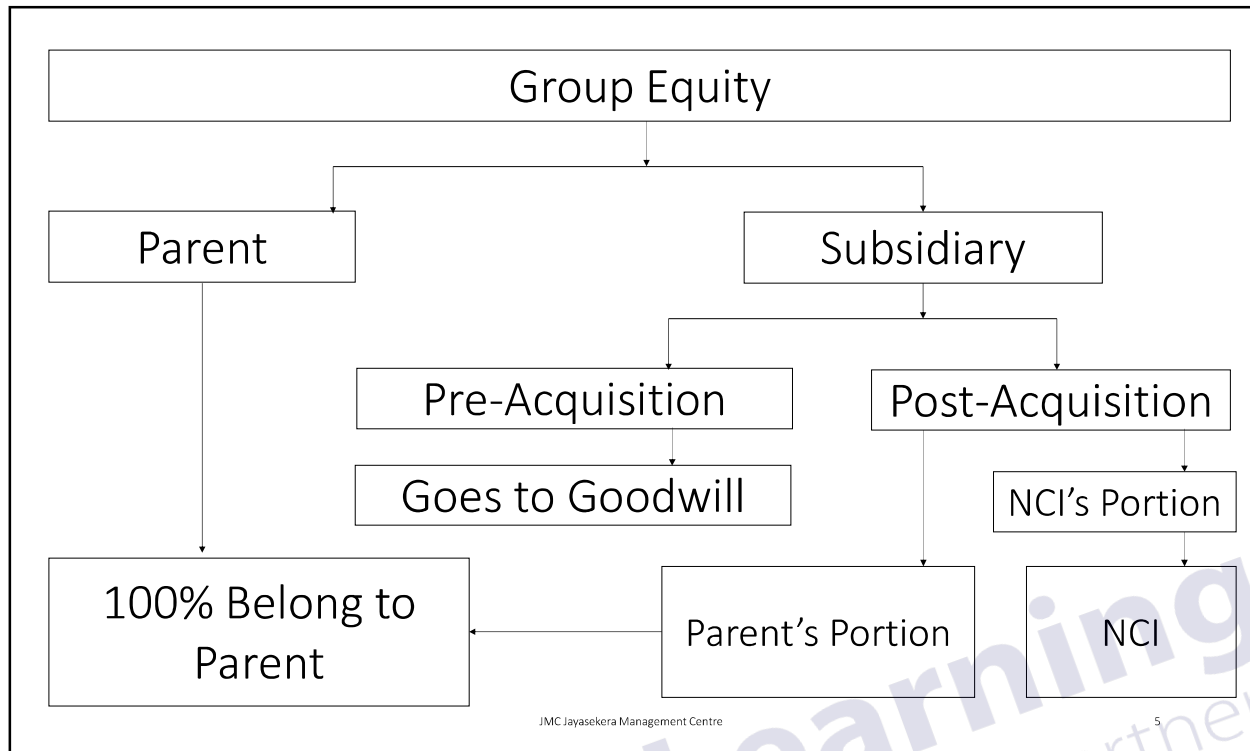 Group Equity
Parent
Subsidiary
Pre-Acquisition
Post-Acquisition
Goes to Goodwill
NCI’s Portion
100% Belong to
Parent
Parent’s Portion
NCI
JMC Jayasekera Management Centre
5